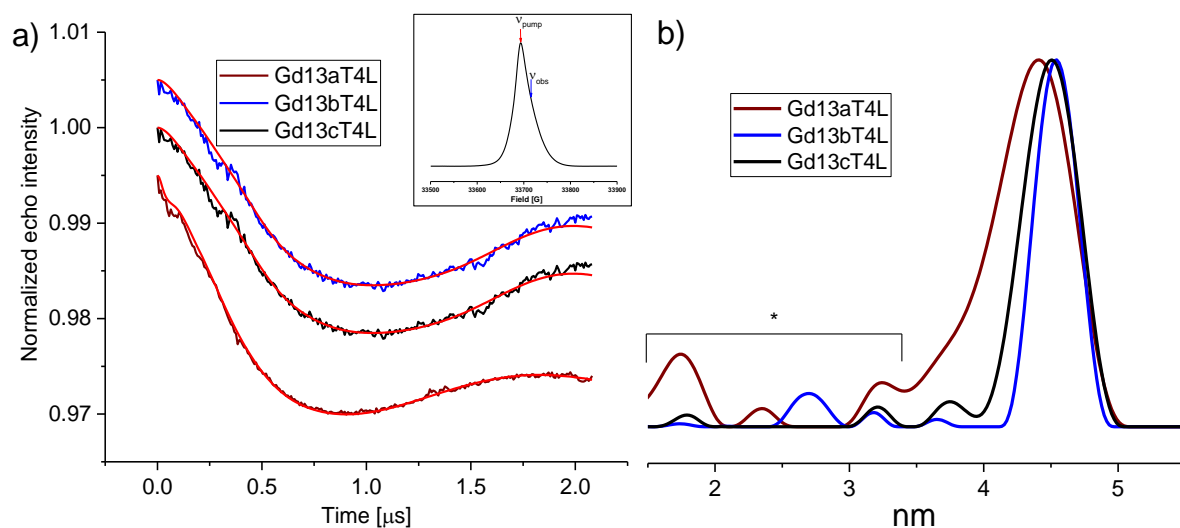 a)
Normalized echo intensity
1.01
1.00
0.99
0.98
0.97
0.0
0.5
1.0
1.5
2.0
Time [μs]
Gd13aT4L
Gd13bT4L
Gd13cT4L
νpump
νobs
33500
33600
33700
33800
33900
Field [G]
b)
Gd13aT4L
Gd13bT4L
Gd13cT4L
*
2
3
4
5
nm